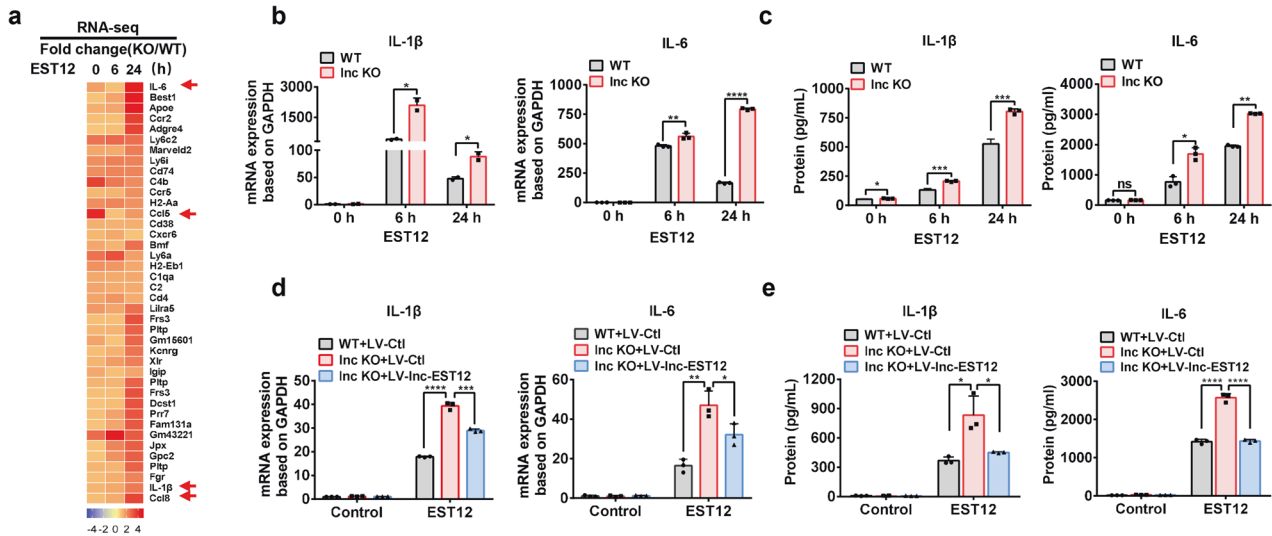 a
RNA-seq
Fold change(KO/WT)
EST12 0 6 24 (h)
IL-6
Best1
Apoe
Ccr2
Adgre4
Ly6c2
Marveld2
Ly6i
Cd74
C4b
Ccr5
H2-Aa
Ccl5
Cd38
Cxcr6
Bmf
Ly6a
H2-Eb1
C1qa
C2
Cd4
Lilra5
Frs3
Pltp
Gm15601
Kcnrg
Xlr
Igip
Pltp
Frs3
Dcst1
Prr7
Fam131a
Gm43221
Jpx
Gpc2
Pltp
Fgr
IL-1β
Ccl8
-4 -2 0 2 4
b
IL-1β
WT
lnc KO
mRNA expression
based on GAPDH
3000
1500
100
50
0
*
*
0 h 6 h 24 h
EST12
IL-6
WT
lnc KO
mRNA expression
based on GAPDH
1000
750
500
250
0
**
****
0 h 6 h 24 h
EST12
c
IL-1β
WT
lnc KO
Protein (pg/mL)
1000
750
500
250
0
*
***
***
0 h 6 h 24 h
EST12
IL-6
WT
lnc KO
Protein (pg/ml)
4000
3000
2000
1000
0
ns
*
**
0 h 6 h 24 h
EST12
d
IL-1β
WT+LV-Ctl
lnc KO+LV-Ctl
lnc KO+LV-lnc-EST12
mRNA expression
based on GAPDH
50
40
30
20
10
0
**** ***
Control EST12
IL-6
WT+LV-Ctl
lnc KO+LV-Ctl
lnc KO+LV-lnc-EST12
mRNA expression
based on GAPDH
60
40
20
0
** *
Control EST12
e
IL-1β
WT+LV-Ctl
lnc KO+LV-Ctl
lnc KO+LV-lnc-EST12
Protein (pg/mL)
1200
900
600
300
0
* *
Control EST12
IL-6
WT+LV-Ctl
lnc KO+LV-Ctl
lnc KO+LV-lnc-EST12
Protein (pg/mL)
3000
2000
1000
0
**** ****
Control EST12